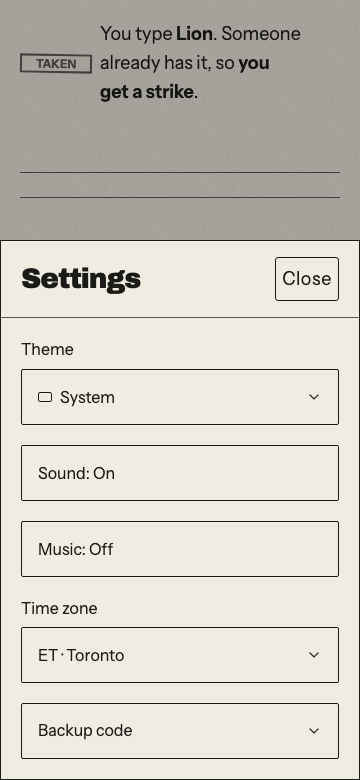 You type Lion. Someone
TAKEN already has it, so you
get a strike.
Settings
Close
Theme
System
Sound: On
Music: Off
Time zone
ET · Toronto
Backup code